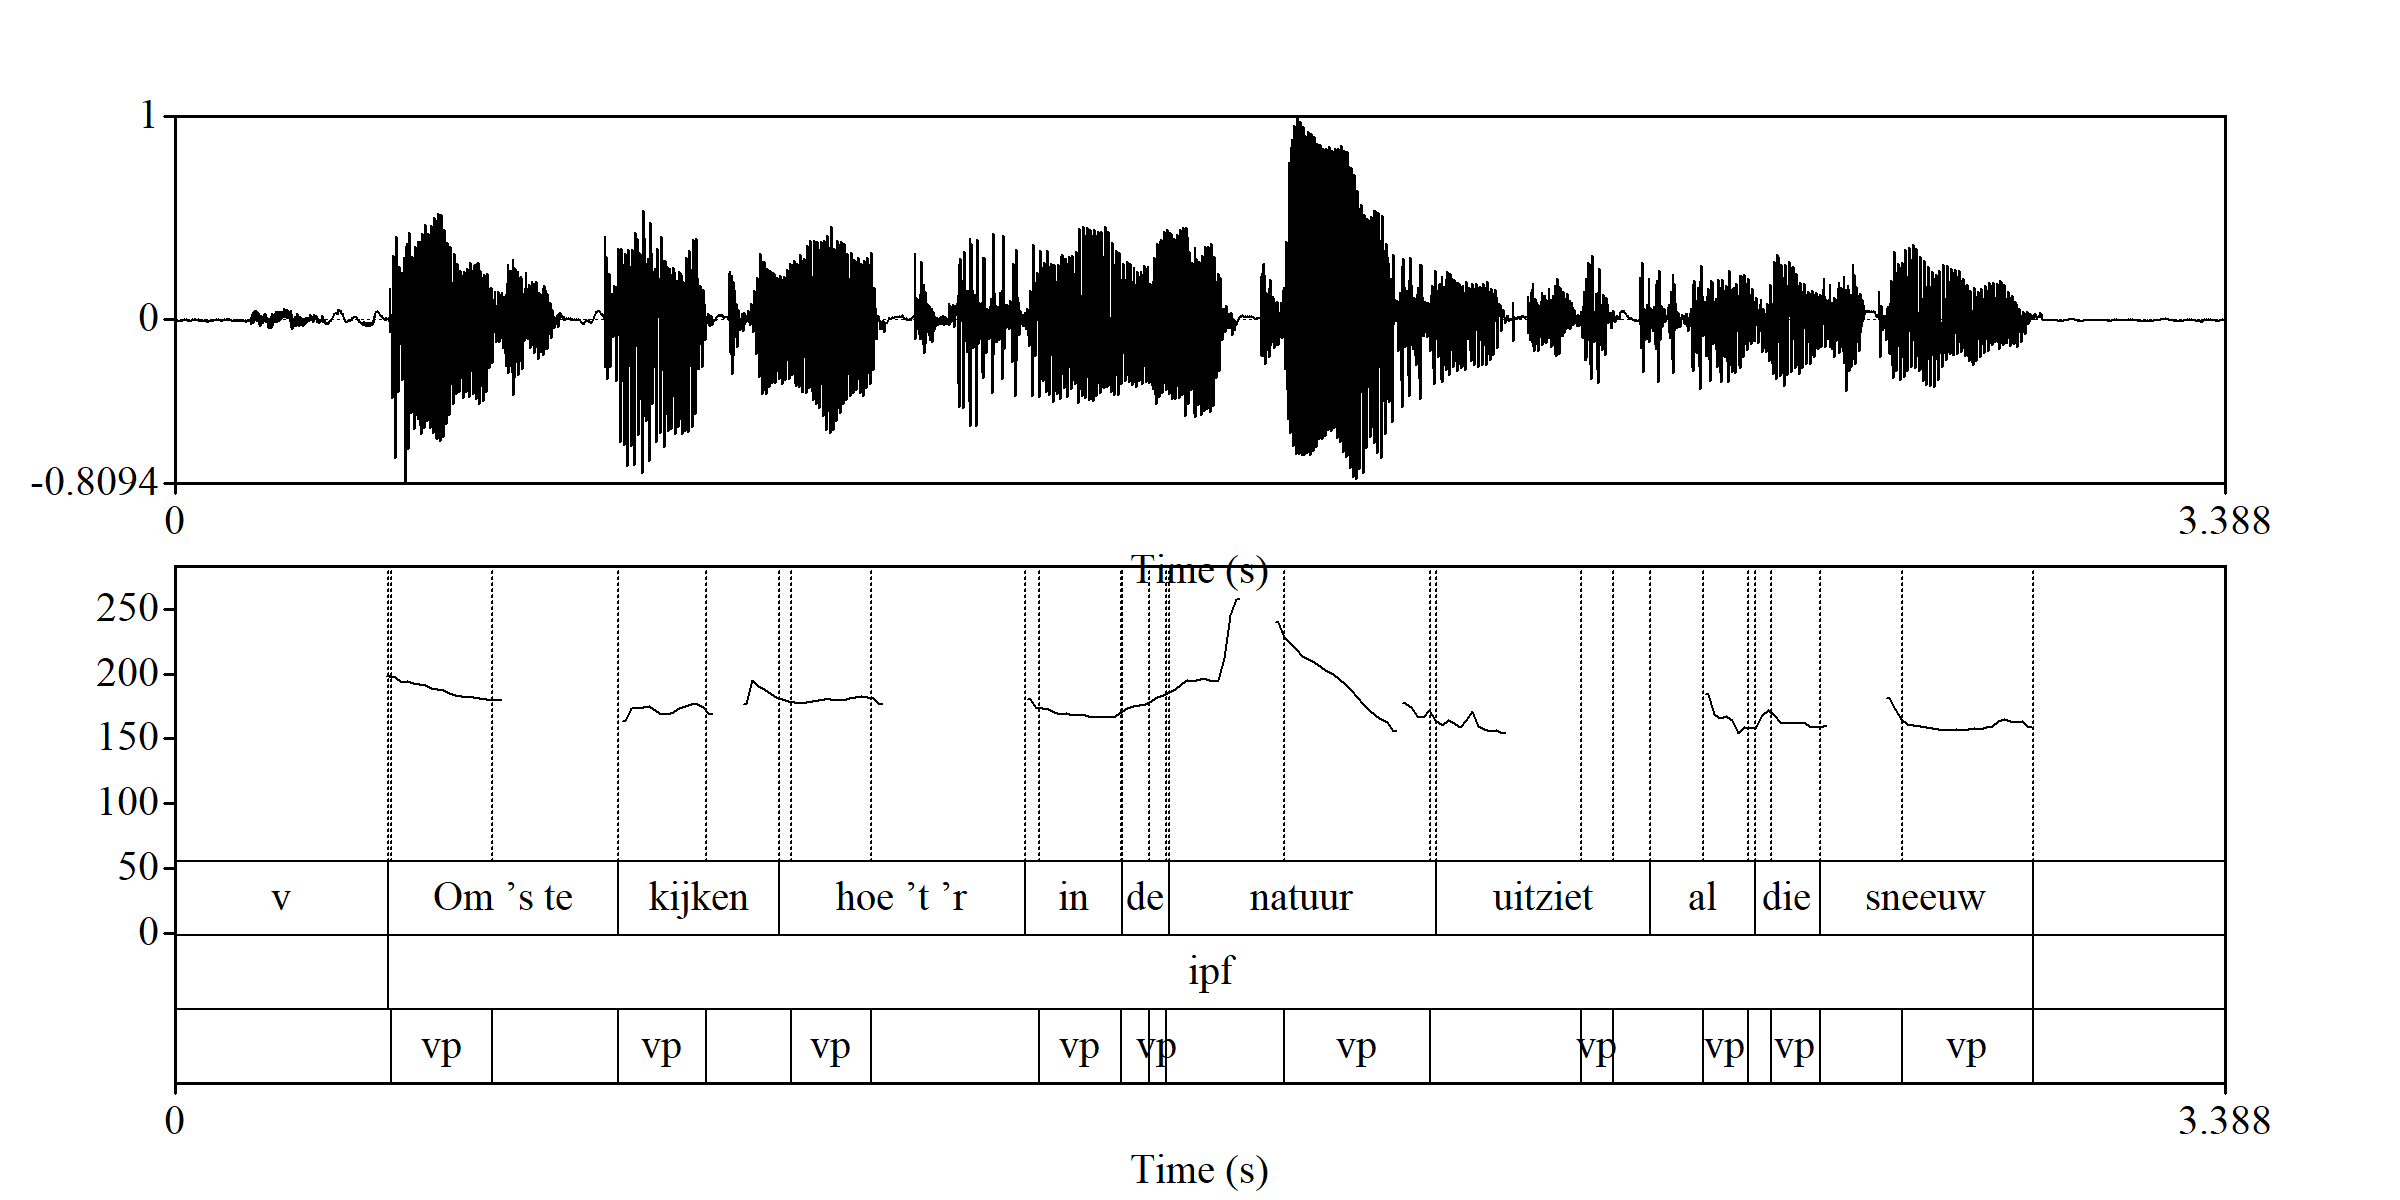 1
0
-0.8094
0 3.388
Time (s)
250
200
150
100
50
0
v Om ’s te kijken hoe ’t ’r in de natuur uitziet al die sneeuw
ipf
vp vp vp vp vp vp vp vp vp vp
0 3.388
Time (s)